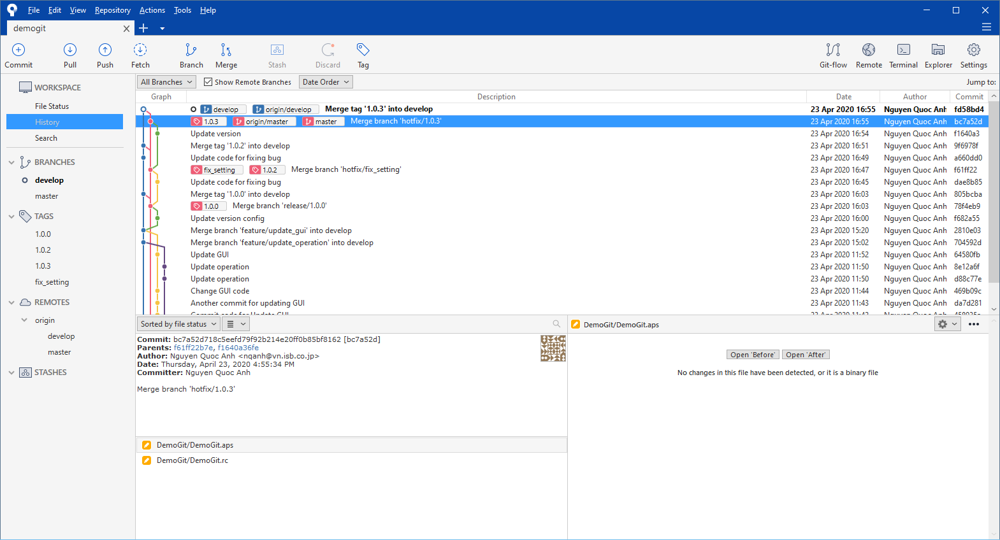 File Edit View Repository Actions Tools Help
demogit
Commit Pull Push Fetch Branch Merge Stash Discard Tag Git-flow Remote Terminal Explorer Settings
WORKSPACE
File Status
History
Search
BRANCHES
develop
master
TAGS
1.0.0
1.0.2
1.0.3
fix_setting
REMOTES
origin
develop
master
STASHES
All Branches Show Remote Branches Date Order Jump to:
Graph Description Date Author Commit
develop origin/develop Merge tag '1.0.3' into develop 23 Apr 2020 16:55 Nguyen Quoc Anh fd58bd4
1.0.3 origin/master master Merge branch 'hotfix/1.0.3' 23 Apr 2020 16:55 Nguyen Quoc Anh bc7a52d
Update version 23 Apr 2020 16:54 Nguyen Quoc Anh f1640a3
Merge tag '1.0.2' into develop 23 Apr 2020 16:51 Nguyen Quoc Anh 9f6978f
Update code for fixing bug 23 Apr 2020 16:49 Nguyen Quoc Anh a660dd0
fix_setting 1.0.2 Merge branch 'hotfix/fix_setting' 23 Apr 2020 16:47 Nguyen Quoc Anh f61ff22
Update code for fixing bug 23 Apr 2020 16:45 Nguyen Quoc Anh dae8b85
Merge tag '1.0.0' into develop 23 Apr 2020 16:03 Nguyen Quoc Anh 805bcba
1.0.0 Merge branch 'release/1.0.0' 23 Apr 2020 16:03 Nguyen Quoc Anh 78f4eb9
Update version config 23 Apr 2020 16:00 Nguyen Quoc Anh f682a55
Merge branch 'feature/update_gui' into develop 23 Apr 2020 15:20 Nguyen Quoc Anh 2810e03
Merge branch 'feature/update_operation' into develop 23 Apr 2020 15:02 Nguyen Quoc Anh 704592d
Update GUI 23 Apr 2020 11:52 Nguyen Quoc Anh 64580fb
Update operation 23 Apr 2020 11:50 Nguyen Quoc Anh 8e12a6f
Update operation 23 Apr 2020 11:50 Nguyen Quoc Anh d88c77e
Change GUI code 23 Apr 2020 11:44 Nguyen Quoc Anh 469b09c
Another commit for updating GUI 23 Apr 2020 11:43 Nguyen Quoc Anh da7d281
Commit code for Update GUI 23 Apr 2020 Nguyen Quoc Anh
Sorted by file status
Commit: bc7a52d718c5eefd79f92b214e20ff0b85bf8162 [bc7a52d]
Parents: f61ff22b7e, f1640a36fe
Author: Nguyen Quoc Anh <nqanh@vn.isb.co.jp>
Date: Thursday, April 23, 2020 4:55:34 PM
Committer: Nguyen Quoc Anh
Merge branch 'hotfix/1.0.3'
DemoGit/DemoGit.aps
DemoGit/DemoGit.rc
DemoGit/DemoGit.aps
Open 'Before' Open 'After'
No changes in this file have been detected, or it is a binary file